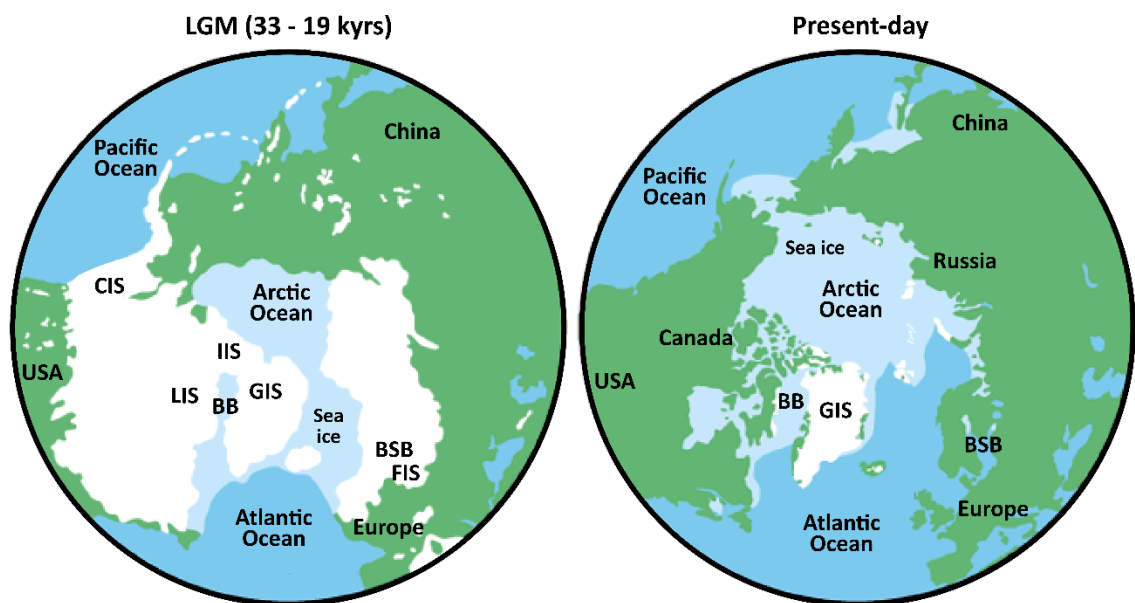 LGM (33 - 19 kyrs)
China
Pacific
Ocean
CIS
Arctic
Ocean
IIS
USA
LIS
BB
GIS
Sea
ice
BSB
FIS
Atlantic
Ocean
Europe
Present-day
China
Pacific
Ocean
Sea ice
Russia
Arctic
Ocean
Canada
USA
BB
GIS
BSB
Europe
Atlantic
Ocean